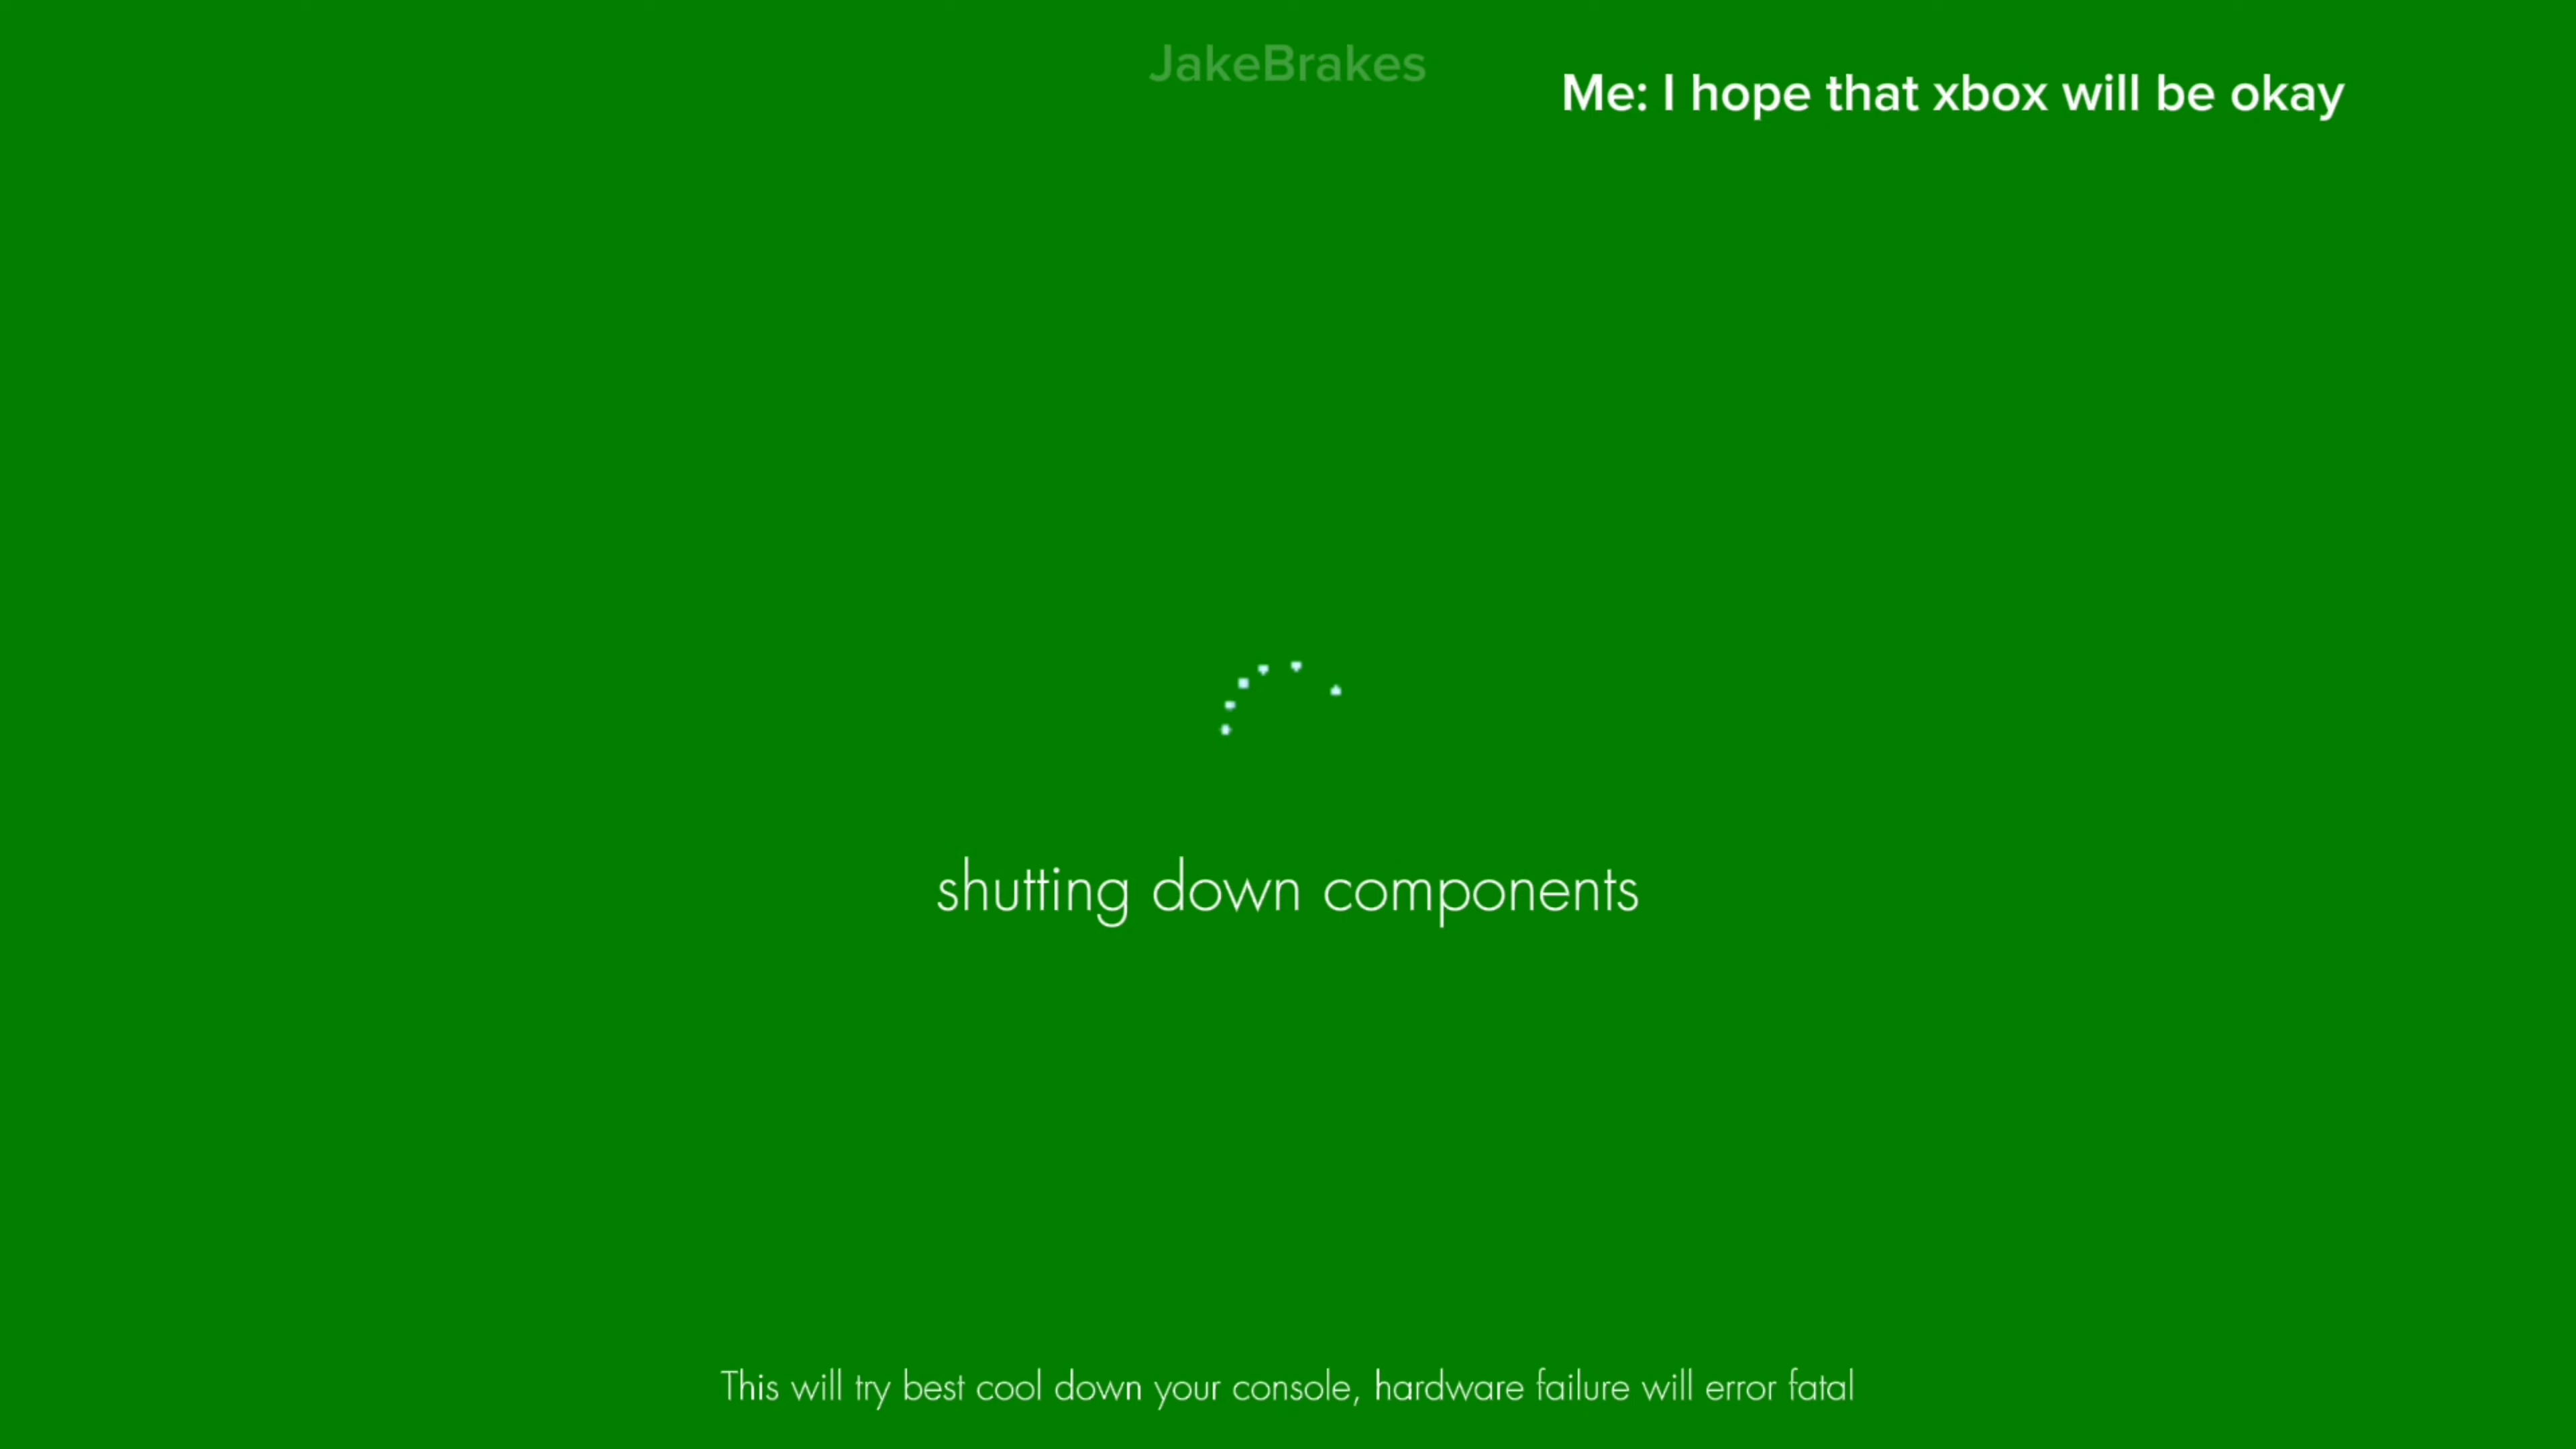 JakeBrakes
Me: I hope that xbox will be okay
shutting down components
This will try best cool down your console, hardware failure will error fatal